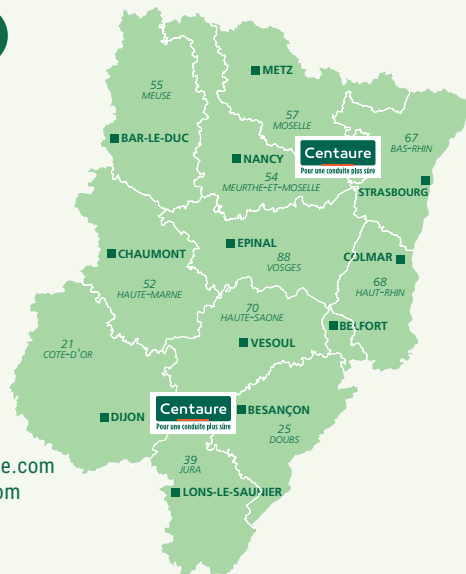 METZ
55
MEUSE
57
MOSELLE
BAR-LE-DUC
67
BAS-RHIN
Centaure
Pour une conduite plus sûre
NANCY
54
MEURTHE-ET-MOSELLE
STRASBOURG
EPINAL
88
VOSGES
CHAUMONT
COLMAR
52
HAUTE-MARNE
68
HAUT-RHIN
70
HAUTE-SAONE
BELFORT
VESOUL
21
COTE-D'OR
Centaure
Pour une conduite plus sûre
DIJON
BESANÇON
25
DOUBS
39
JURA
e.com
om
LONS-LE-SAUNIER